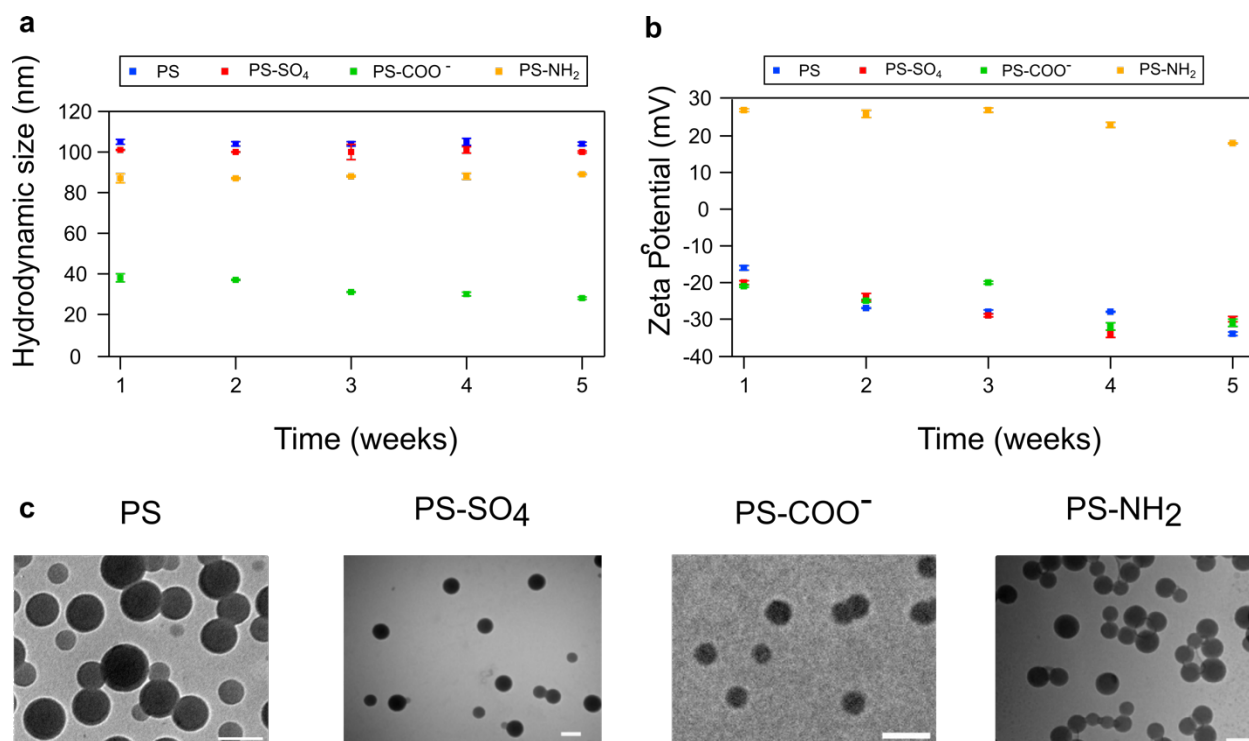 a
PS PS-SO4 PS-COO⁻ PS-NH2
Hydrodynamic size (nm)
120
100
80
60
40
20
0
1 2 3 4 5
Time (weeks)
b
PS PS-SO4 PS-COO⁻ PS-NH2
Zeta Potential (mV)
c
30
20
10
0
-10
-20
-30
-40
1 2 3 4 5
Time (weeks)
c
PS PS-SO4 PS-COO⁻ PS-NH2